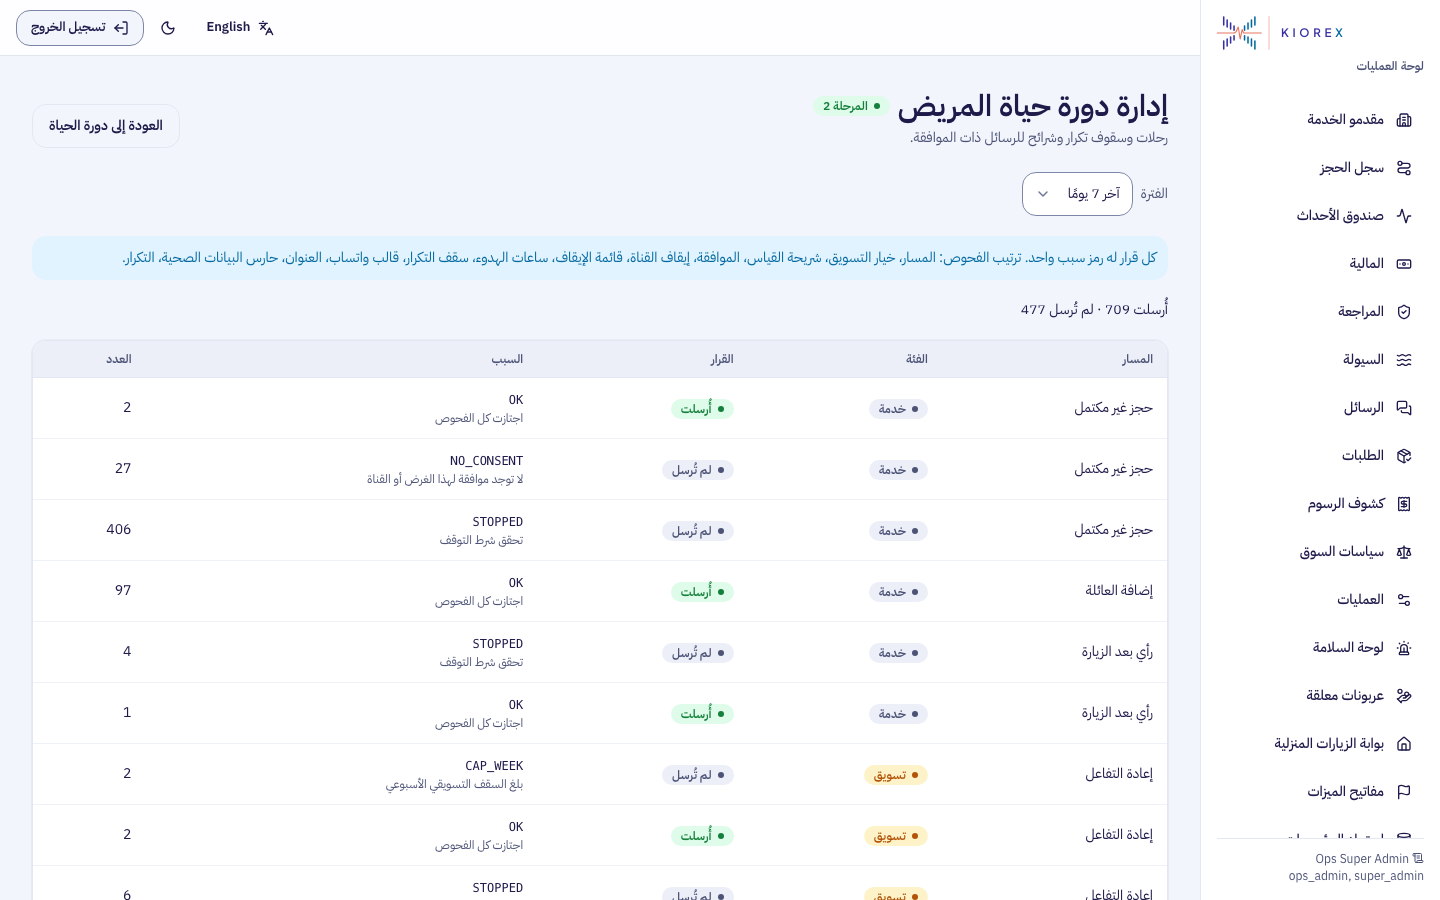 KIOREX
لوحة العمليات
مقدمو الخدمة
سجل الحجز
صندوق الأحداث
المالية
المراجعة
السيولة
الرسائل
الطلبات
كشوف الرسوم
سياسات السوق
العمليات
لوحة السلامة
عربونات معلقة
بوابة الزيارات المنزلية
مفاتيح الميزات
Ops Super Admin
ops_admin, super_admin
English
تسجيل الخروج
إدارة دورة حياة المريض المرحلة 2
رحلات وسقوف تكرار وشرائح للرسائل ذات الموافقة.
العودة إلى دورة الحياة
الفترة آخر 7 يومًا
كل قرار له رمز سبب واحد. ترتيب الفحوص: المسار، خيار التسويق، شريحة القياس، الموافقة، إيقاف القناة، قائمة الإيقاف، ساعات الهدوء، سقف التكرار، قالب واتساب، العنوان، حارس البيانات الصحية، التكرار.
أُرسلت 709 · لم تُرسل 477
المسار الفئة القرار السبب العدد
حجز غير مكتمل خدمة أُرسلت OK 2
اجتازت كل الفحوص
حجز غير مكتمل خدمة لم تُرسل NO_CONSENT 27
لا توجد موافقة لهذا الغرض أو القناة
حجز غير مكتمل خدمة لم تُرسل STOPPED 406
تحقق شرط التوقف
إضافة العائلة خدمة أُرسلت OK 97
اجتازت كل الفحوص
رأي بعد الزيارة خدمة لم تُرسل STOPPED 4
تحقق شرط التوقف
رأي بعد الزيارة خدمة أُرسلت OK 1
اجتازت كل الفحوص
إعادة التفاعل تسويق لم تُرسل CAP_WEEK 2
بلغ السقف التسويقي الأسبوعي
إعادة التفاعل تسويق أُرسلت OK 2
اجتازت كل الفحوص
إعادة التفاعل تسويق لم تُرسل STOPPED 6